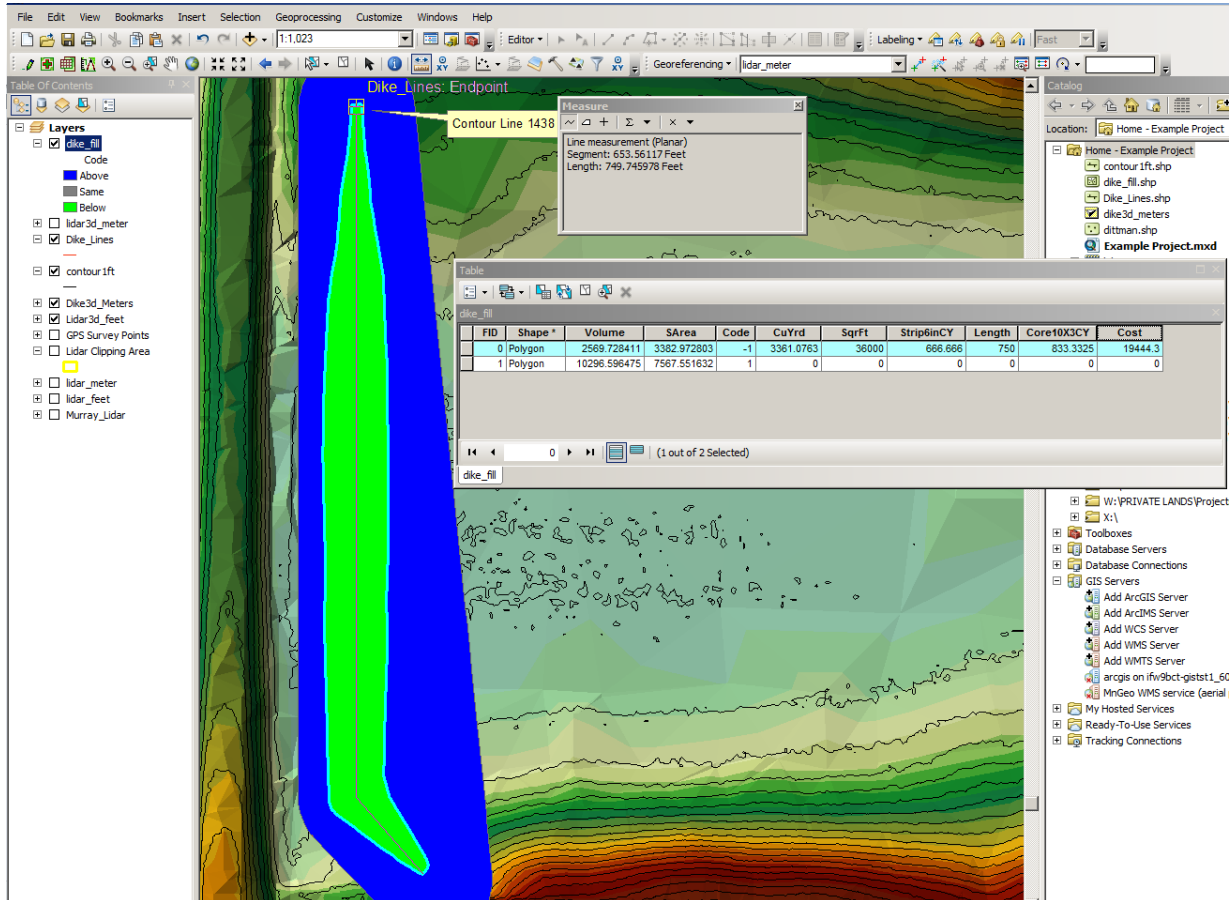 File Edit View Bookmarks Insert Selection Geoprocessing Customize Windows Help
1:1,023 Editor Labeling Fast
Georeferencing lidar_meter
Table Of Contents
Layers
dike_fill
Code
Above
Same
Below
lidar3d_meter
Dike_Lines
contour1ft
Dike3d_Meters
Lidar3d_feet
GPS Survey Points
Lidar Clipping Area
lidar_meter
lidar_feet
Murray_Lidar
Dike_Lines: Endpoint
Contour Line 1438
Measure
Line measurement (Planar)
Segment: 653.56117 Feet
Length: 749.745978 Feet
Table
dike_fill
FID Shape * Volume SArea Code CuYrd SqrFt Strip6inCY Length Core10X3CY Cost
0 Polygon 2569.728411 3382.972803 -1 3361.0763 36000 666.666 750 833.3325 19444.3
1 Polygon 10296.596475 7567.551632 1 0 0 0 0 0 0
0 (1 out of 2 Selected)
dike_fill
Catalog
Location: Home - Example Project
Home - Example Project
contour1ft.shp
dike_fill.shp
Dike_Lines.shp
dike3d_meters
dittman.shp
Example Project.mxd
W:\PRIVATE LANDS\Project
X:\
Toolboxes
Database Servers
Database Connections
GIS Servers
Add ArcGIS Server
Add ArcIMS Server
Add WCS Server
Add WMS Server
Add WMTS Server
arcgis on ifw9bct-gistst1_60
MnGeo WMS service (aerial
My Hosted Services
Ready-To-Use Services
Tracking Connections